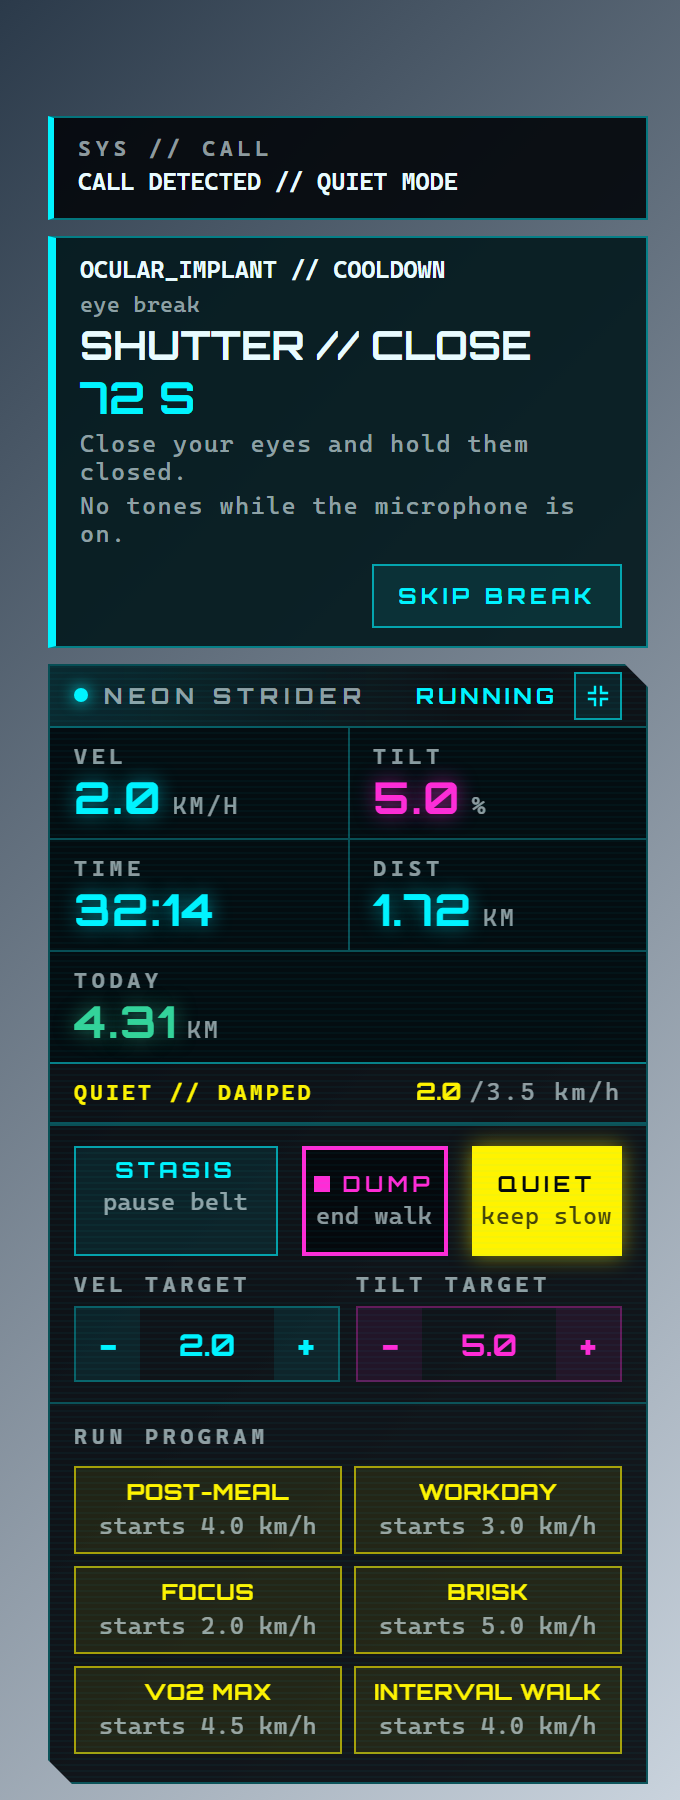 SYS // CALL
CALL DETECTED // QUIET MODE
OCULAR_IMPLANT // COOLDOWN
eye break
SHUTTER // CLOSE
72 S
Close your eyes and hold them
closed.
No tones while the microphone is
on.
SKIP BREAK
NEON STRIDER RUNNING
VEL TILT
2.0 KM/H 5.0 %
TIME DIST
32:14 1.72 KM
TODAY
4.31 KM
QUIET // DAMPED 2.0 /3.5 km/h
STASIS DUMP QUIET
pause belt end walk keep slow
VEL TARGET TILT TARGET
- 2.0 + - 5.0 +
RUN PROGRAM
POST-MEAL WORKDAY
starts 4.0 km/h starts 3.0 km/h
FOCUS BRISK
starts 2.0 km/h starts 5.0 km/h
VO2 MAX INTERVAL WALK
starts 4.5 km/h starts 4.0 km/h